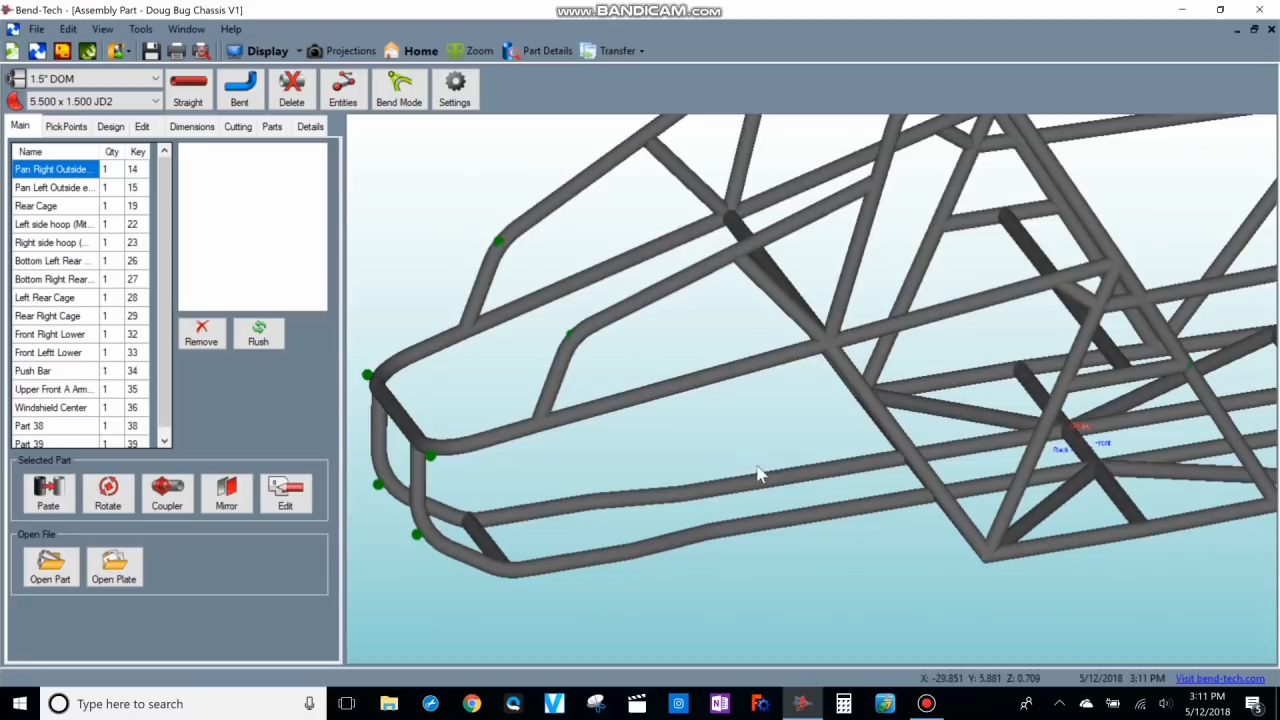 Bend-Tech - [Assembly Part - Doug Bug Chassis V1]
www.BANDICAM.com
File Edit View Tools Window Help
Display Projections Home Zoom Part Details Transfer
1.5" DOM
5.500 x 1.500 JD2
Straight Bent Delete Entities Bend Mode Settings
Main PickPoints Design Edit Dimensions Cutting Parts Details
Name Qty Key
Pan Right Outside... 1 14
Pan Left Outside e... 1 15
Rear Cage 1 19
Left side hoop (Mit... 1 22
Right side hoop (... 1 23
Bottom Left Rear ... 1 26
Bottom Right Rear... 1 27
Left Rear Cage 1 28
Rear Right Cage 1 29
Front Right Lower 1 32
Front Leftt Lower 1 33
Push Bar 1 34
Upper Front A Arm... 1 35
Windshield Center 1 36
Part 38 1 38
Part 39 1 39
Remove Flush
Selected Part
Paste Rotate Coupler Mirror Edit
Open File
Open Part Open Plate
Front
X: -29.851 Y: 5.881 Z: 0.709 5/12/2018 3:11 PM Visit bend-tech.com
Type here to search
3:11 PM
5/12/2018